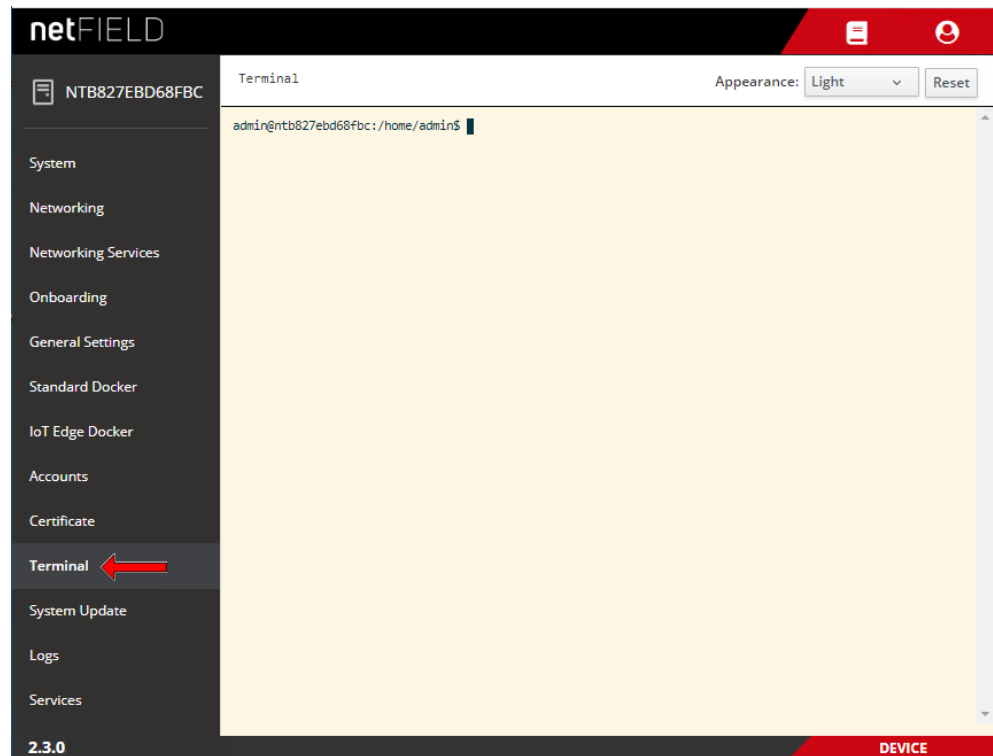 netFIELD
NTB827EBD68FBC
Terminal
Appearance: Light Reset
admin@ntb827ebd68fbc:/home/admin$
System
Networking
Networking Services
Onboarding
General Settings
Standard Docker
IoT Edge Docker
Accounts
Certificate
Terminal
System Update
Logs
Services
2.3.0
DEVICE